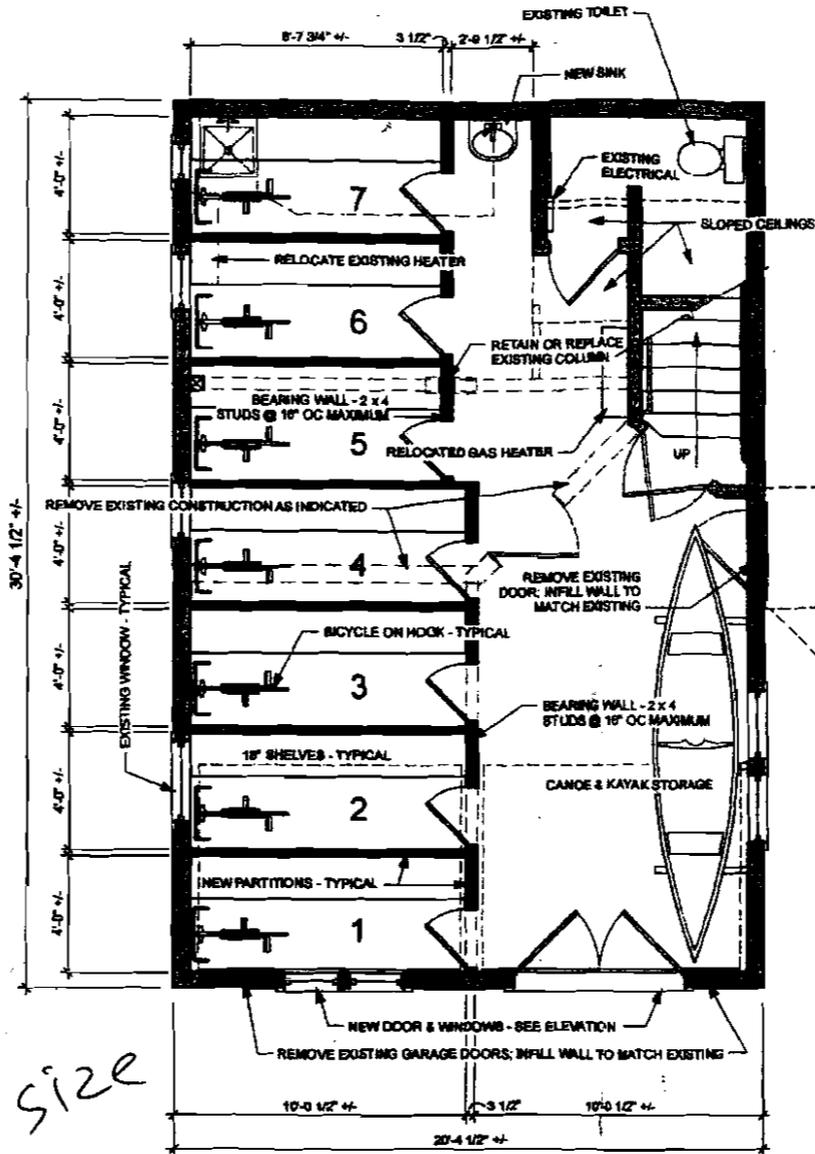 EXISTING TOILET
8'-7 3/4" +/-
3 1/2"
2'-9 1/2" +/-
NEW SINK
EXISTING
ELECTRICAL
4'-0" +/-
7
SLOPED CEILINGS
RELOCATE EXISTING HEATER
4'-0" +/-
6
RETAIN OR REPLACE
EXISTING COLUMN
BEARING WALL - 2 x 4
STUDS @ 16" OC MAXIMUM
4'-0" +/-
5
RELOCATED GAS HEATER
UP
30'-4 1/2" +/-
REMOVE EXISTING CONSTRUCTION AS INDICATED
4'-0" +/-
4
REMOVE EXISTING
DOOR; INFILL WALL TO
MATCH EXISTING
EXISTING WINDOW - TYPICAL
BICYCLE ON HOOK - TYPICAL
4'-0" +/-
3
BEARING WALL - 2 x 4
STUDS @ 16" OC MAXIMUM
18" SHELVES - TYPICAL
CANOE & KAYAK STORAGE
4'-0" +/-
2
NEW PARTITIONS - TYPICAL
4'-0" +/-
1
NEW DOOR & WINDOWS - SEE ELEVATION
REMOVE EXISTING GARAGE DOORS; INFILL WALL TO MATCH EXISTING
size
10'-0 1/2" +/-
3 1/2"
10'-0 1/2" +/-
20'-4 1/2" +/-